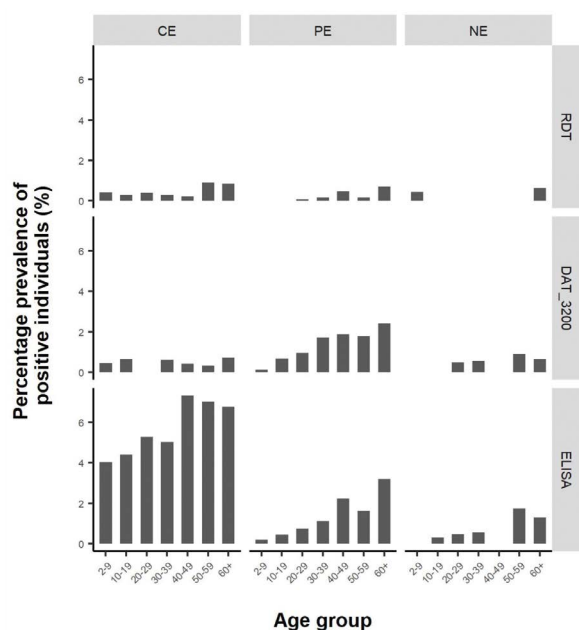 CE PE NE
Percentage prevalence of
positive individuals (%)
6
4
2
0
RDT
6
4
2
0
DAT_3200
6
4
2
0
ELISA
2-9 10-19 20-29 30-39 40-49 50-59 60+ 2-9 10-19 20-29 30-39 40-49 50-59 60+ 2-9 10-19 20-29 30-39 40-49 50-59 60+
Age group